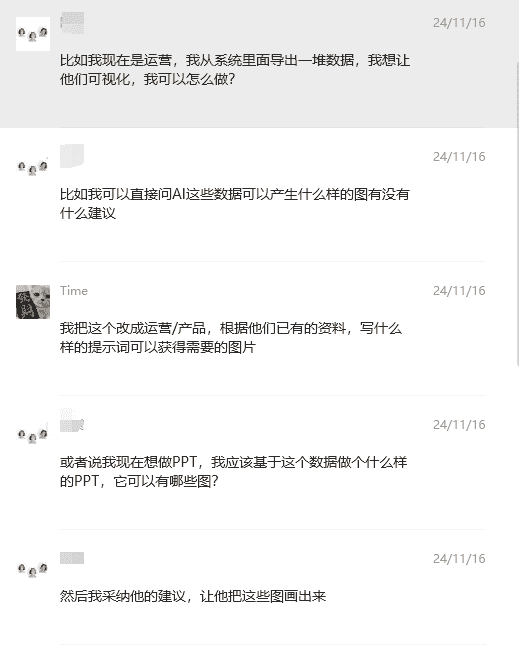 24/11/16
比如我现在是运营，我从系统里面导出一堆数据，我想让
他们可视化，我可以怎么做？
24/11/16
比如我可以直接问AI这些数据可以产生什么样的图有没有
什么建议
Time
24/11/16
我把这个改成运营/产品，根据他们已有的资料，写什么
样的提示词可以获得需要的图片
24/11/16
或者说我现在想做PPT，我应该基于这个数据做个什么样
的PPT，它可以有哪些图？
24/11/16
然后我采纳他的建议，让他把这些图画出来